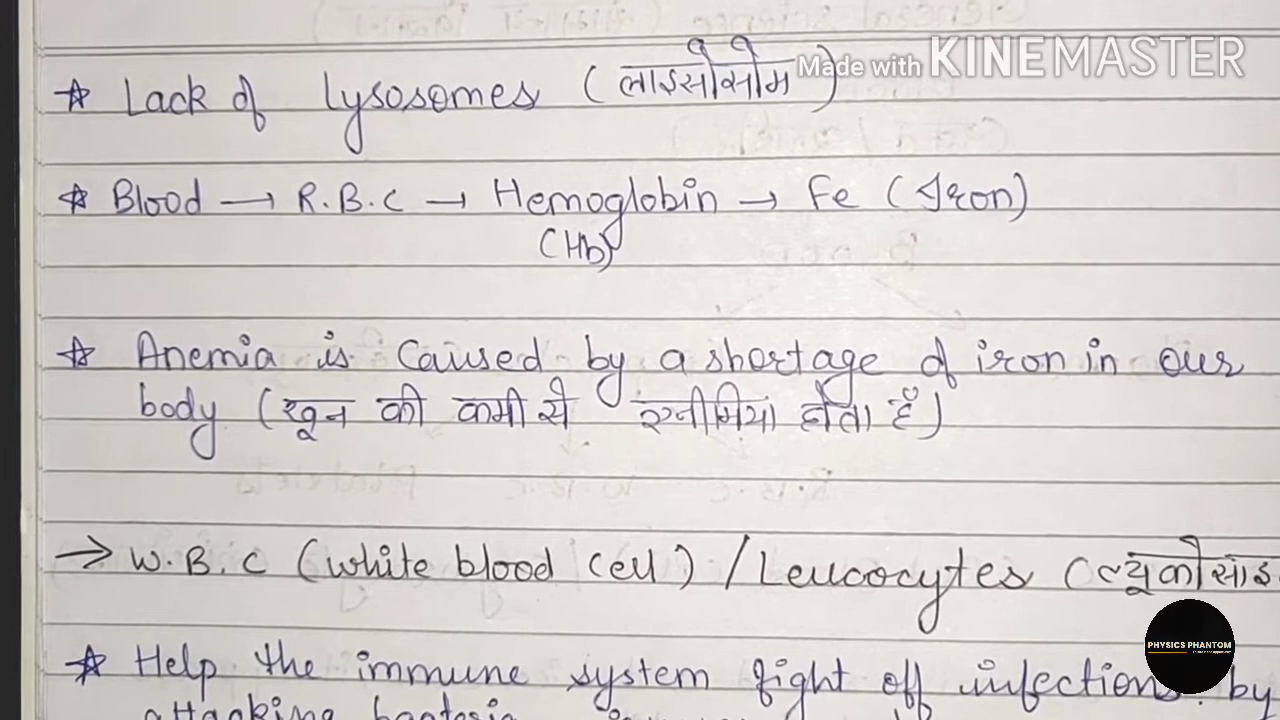 ☆ Lack of lysosomes (लाइसोसोम)
Made with KINEMASTER
☆ Blood → R.B.C → Hemoglobin → Fe (Iron)
(Hb)
☆ Anemia is caused by a shortage of iron in our
body (खून की कमी से एनीमिया होता हैं)
→ W.B.C (white blood cell) / Leucocytes (ल्यूकोसाइ
PHYSICS PHANTOM
☆ Help the immune system fight off infections by
attacking bacteria